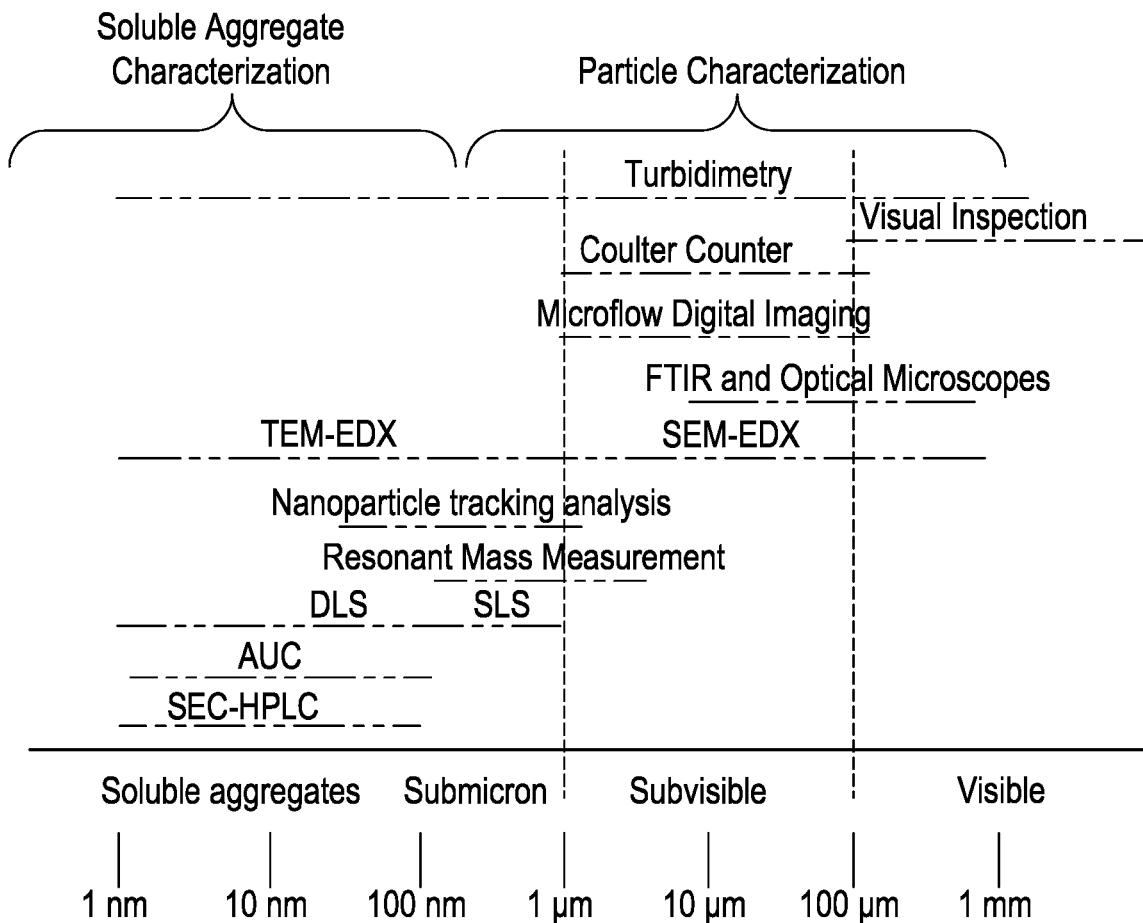 Soluble Aggregate
Characterization
Particle Characterization
Turbidimetry
Visual Inspection
Coulter Counter
Microflow Digital Imaging
FTIR and Optical Microscopes
TEM-EDX SEM-EDX
Nanoparticle tracking analysis
Resonant Mass Measurement
DLS SLS
AUC
SEC-HPLC
Soluble aggregates Submicron Subvisible Visible
1 nm 10 nm 100 nm 1 µm 10 µm 100 µm 1 mm